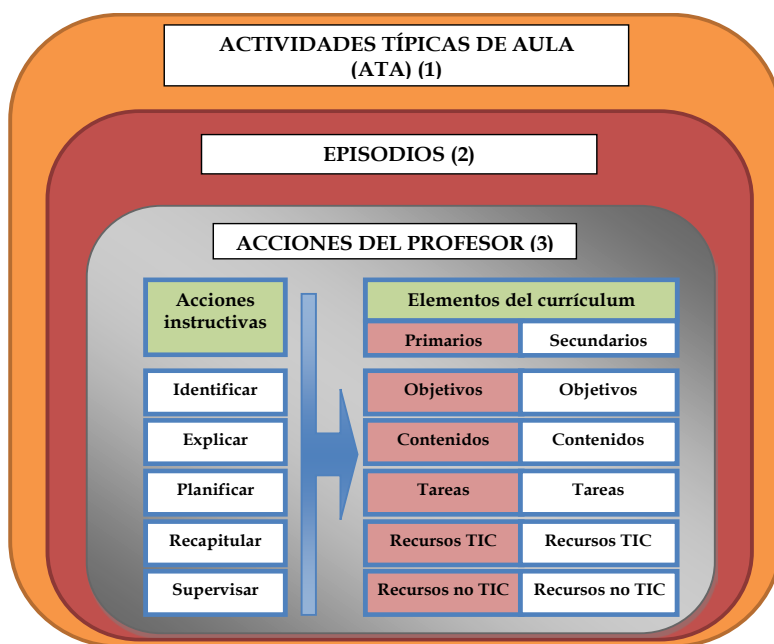 ACTIVIDADES TÍPICAS DE AULA
(ATA) (1)
EPISODIOS (2)
ACCIONES DEL PROFESOR (3)
Acciones
instructivas
Elementos del currículum
Primarios
Secundarios
Identificar
Objetivos
Objetivos
Explicar
Contenidos
Contenidos
Planificar
Tareas
Tareas
Recapitular
Recursos TIC
Recursos TIC
Supervisar
Recursos no TIC
Recursos no TIC